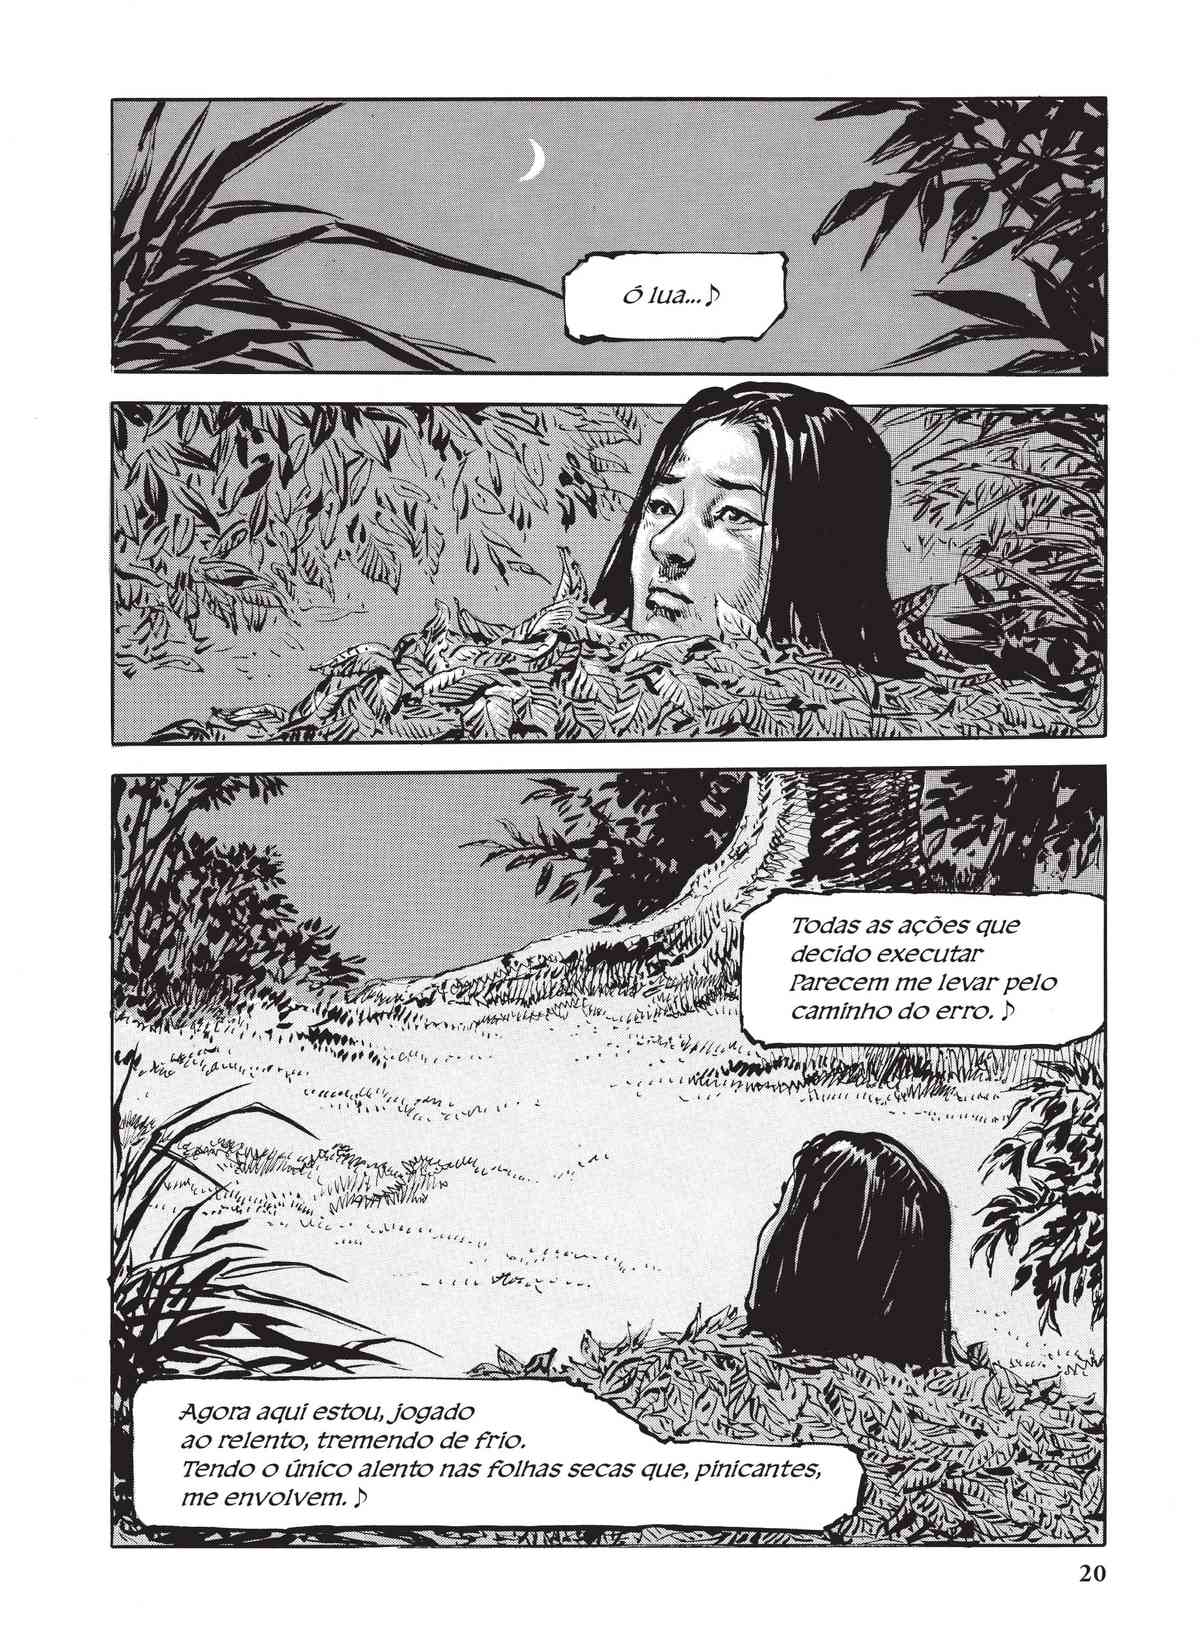 Ó lua...♪
Todas as ações que
decido executar
Parecem me levar pelo
caminho do erro. ♪
Agora aqui estou, jogado
ao relento, tremendo de frio.
Tendo o único alento nas folhas secas que, pinicantes,
me envolvem. ♪
20